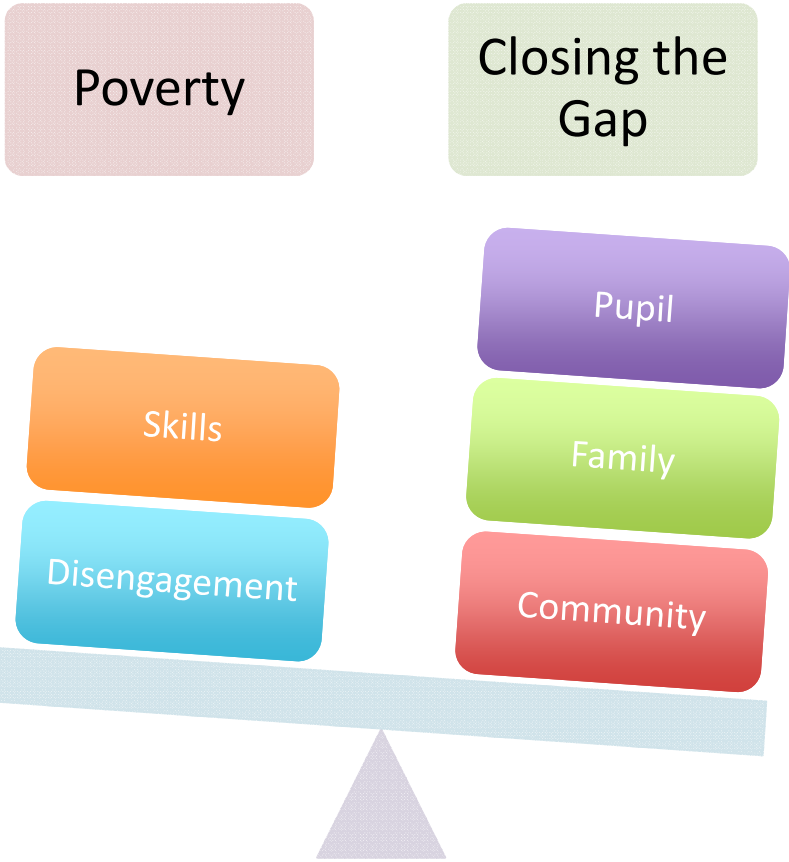 Poverty
Closing the
Gap
Skills
Disengagement
Pupil
Family
Community